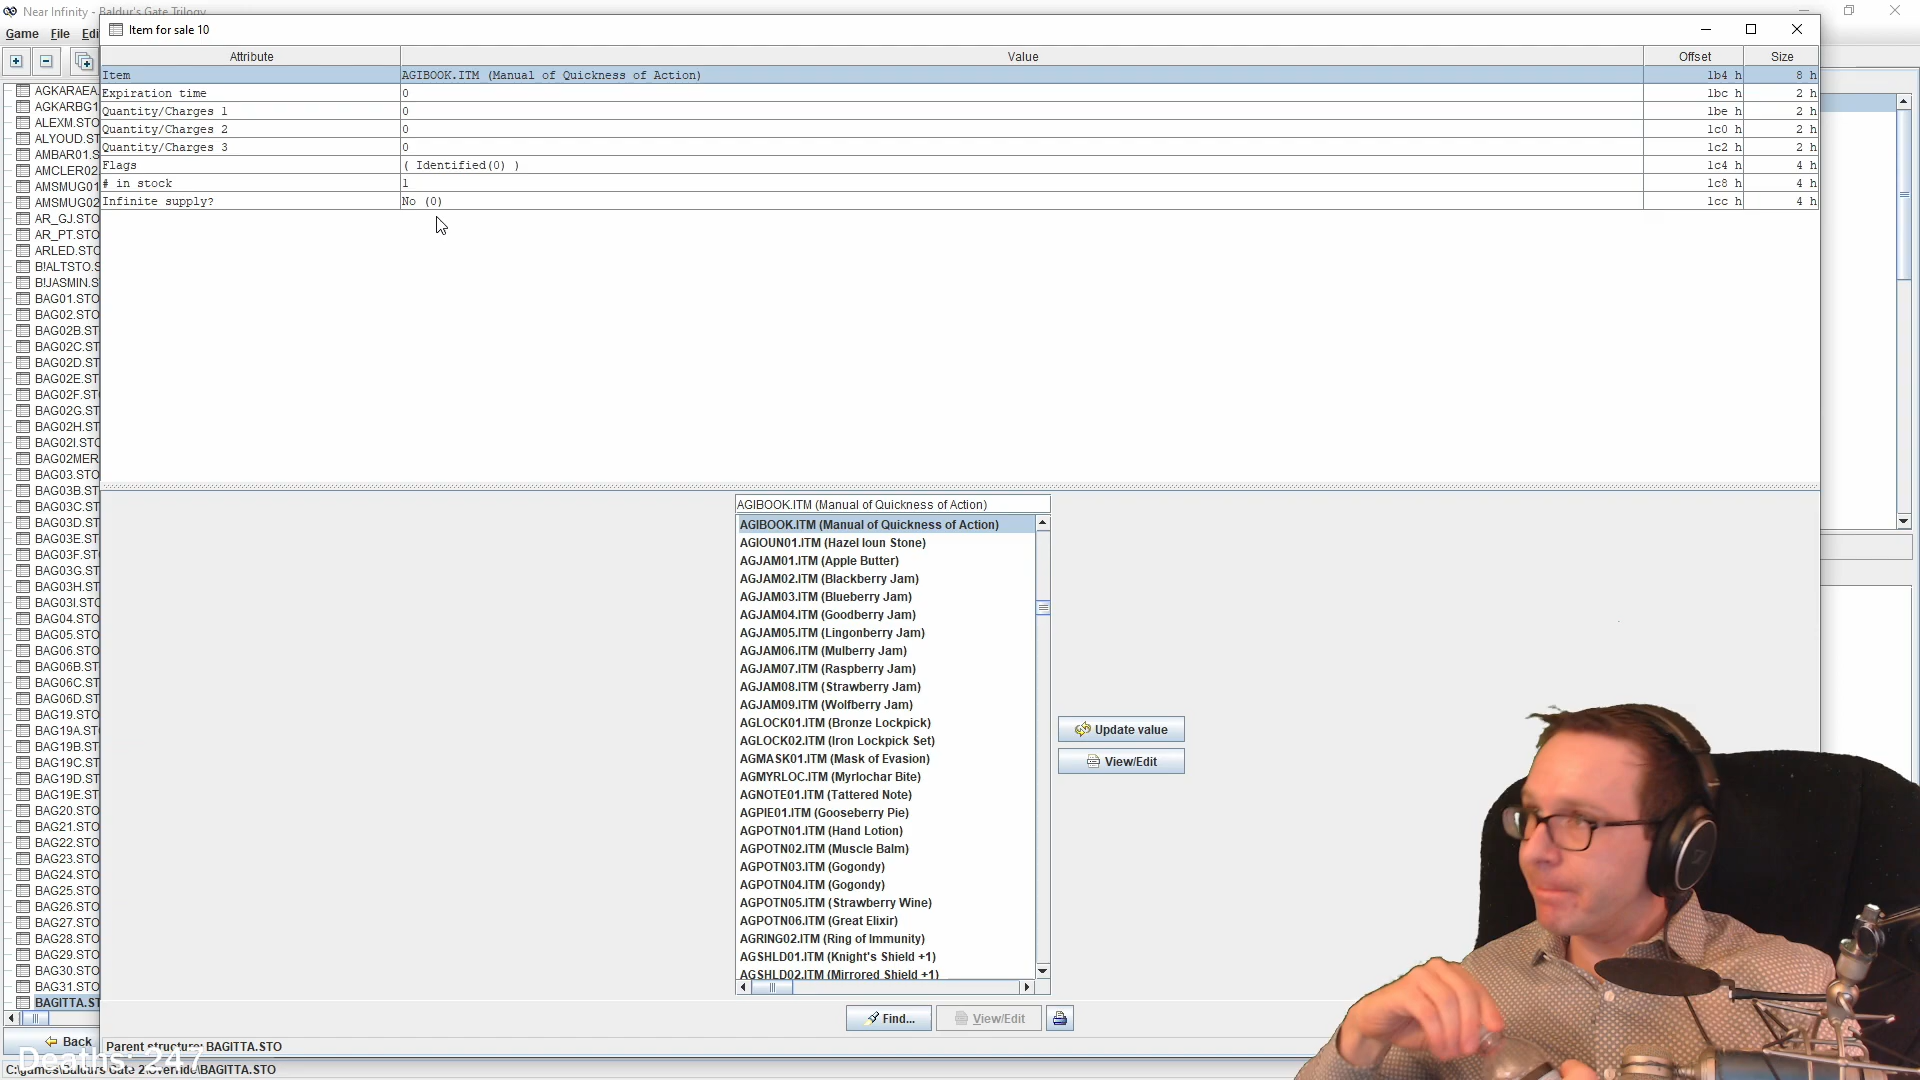 Near Infinity - Baldur's Gate Trilogy
Game File Edi
Item for sale 10
Attribute Value Offset Size
Item AGIBOOK.ITM (Manual of Quickness of Action) 1b4 h 8 h
Expiration time 0 1bc h 2 h
Quantity/Charges 1 0 1be h 2 h
Quantity/Charges 2 0 1c0 h 2 h
Quantity/Charges 3 0 1c2 h 2 h
Flags ( Identified(0) ) 1c4 h 4 h
# in stock 1 1c8 h 4 h
Infinite supply? No (0) 1cc h 4 h
AGKARAEA.
AGKARBG1
ALEXM.STO
ALYOUD.ST
AMBAR01.S
AMCLER02
AMSMUG01
AMSMUG02
AR_GJ.STO
AR_PT.STO
ARLED.STO
B!ALTSTO.S
B!JASMIN.S
BAG01.STO
BAG02.STO
BAG02B.ST
BAG02C.ST
BAG02D.ST
BAG02E.ST
BAG02F.ST
BAG02G.ST
BAG02H.ST
BAG02I.STO
BAG02MER
BAG03.STO
BAG03B.ST
BAG03C.ST
BAG03D.ST
BAG03E.ST
BAG03F.ST
BAG03G.ST
BAG03H.ST
BAG03I.STO
BAG04.STO
BAG05.STO
BAG06.STO
BAG06B.ST
BAG06C.ST
BAG06D.ST
BAG19.STO
BAG19A.ST
BAG19B.ST
BAG19C.ST
BAG19D.ST
BAG19E.ST
BAG20.STO
BAG21.STO
BAG22.STO
BAG23.STO
BAG24.STO
BAG25.STO
BAG26.STO
BAG27.STO
BAG28.STO
BAG29.STO
BAG30.STO
BAG31.STO
BAGITTA.ST
AGIBOOK.ITM (Manual of Quickness of Action)
AGIBOOK.ITM (Manual of Quickness of Action)
AGIOUN01.ITM (Hazel Ioun Stone)
AGJAM01.ITM (Apple Butter)
AGJAM02.ITM (Blackberry Jam)
AGJAM03.ITM (Blueberry Jam)
AGJAM04.ITM (Goodberry Jam)
AGJAM05.ITM (Lingonberry Jam)
AGJAM06.ITM (Mulberry Jam)
AGJAM07.ITM (Raspberry Jam)
AGJAM08.ITM (Strawberry Jam)
AGJAM09.ITM (Wolfberry Jam)
AGLOCK01.ITM (Bronze Lockpick)
AGLOCK02.ITM (Iron Lockpick Set)
AGMASK01.ITM (Mask of Evasion)
AGMYRLOC.ITM (Myrlochar Bite)
AGNOTE01.ITM (Tattered Note)
AGPIE01.ITM (Gooseberry Pie)
AGPOTN01.ITM (Hand Lotion)
AGPOTN02.ITM (Muscle Balm)
AGPOTN03.ITM (Gogondy)
AGPOTN04.ITM (Gogondy)
AGPOTN05.ITM (Strawberry Wine)
AGPOTN06.ITM (Great Elixir)
AGRING02.ITM (Ring of Immunity)
AGSHLD01.ITM (Knight's Shield +1)
AGSHLD02.ITM (Mirrored Shield +1)
Update value
View/Edit
Find... View/Edit
Back
Parent structure: BAGITTA.STO
Deaths: 247
C:\games\Baldurs Gate 2\override\BAGITTA.STO